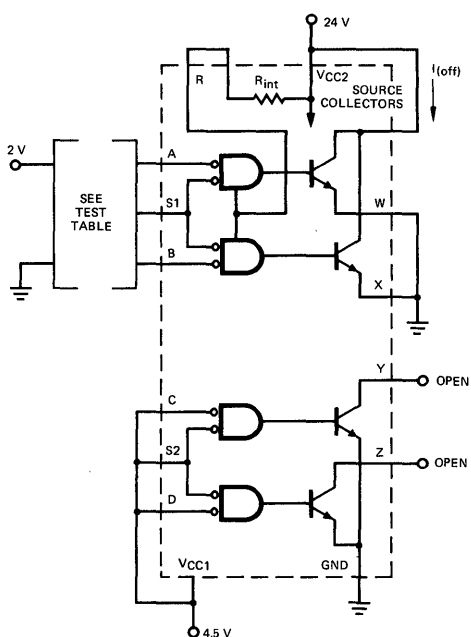 24 V
R
Rint
VCC2
SOURCE
COLLECTORS
I(off)
2 V
SEE
TEST
TABLE
A
S1
B
W
X
Y
OPEN
C
S2
Z
OPEN
D
VCC1
GND
4.5 V